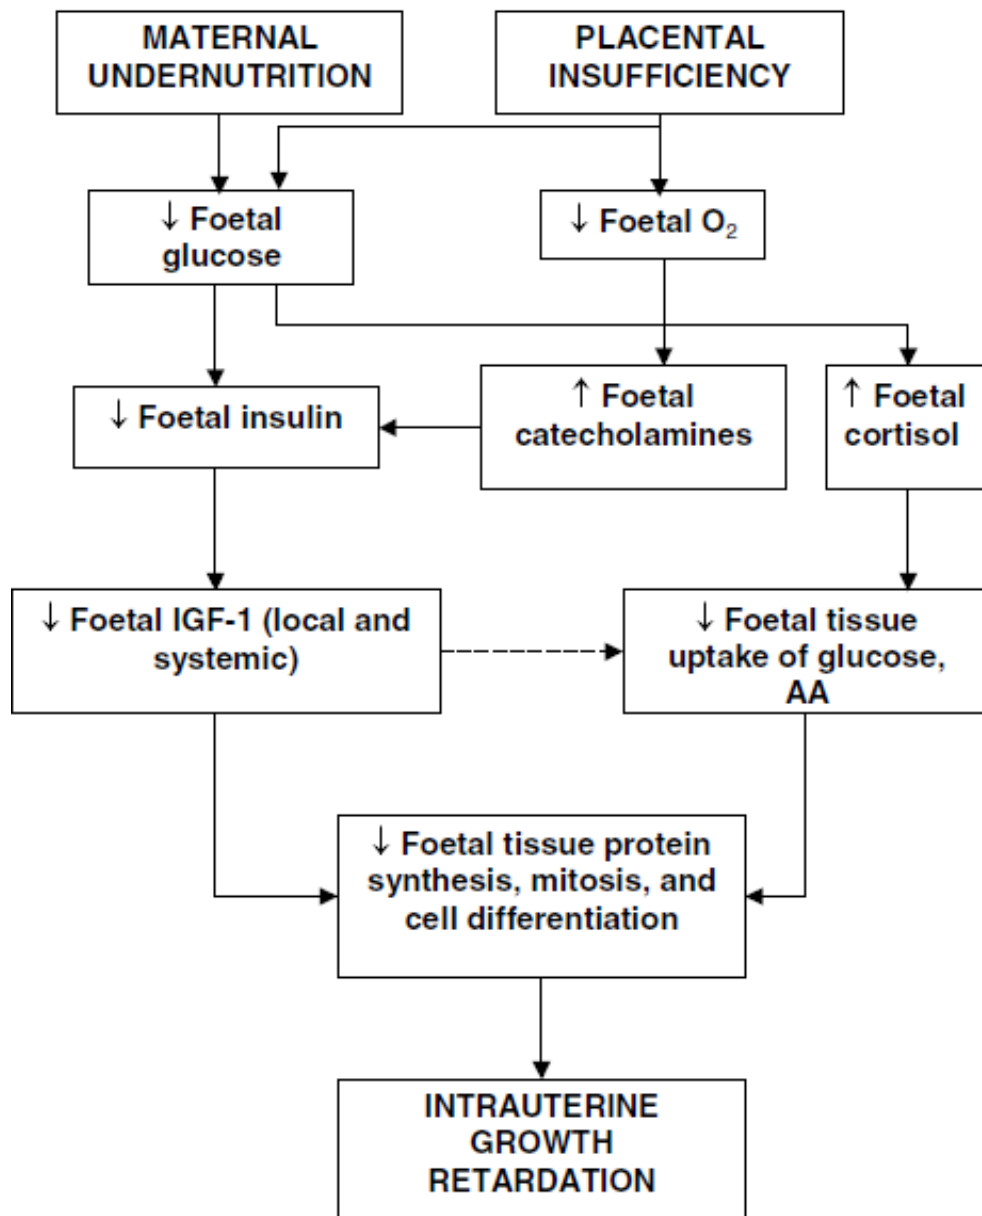 MATERNAL
UNDERNUTRITION
PLACENTAL
INSUFFICIENCY
↓ Foetal
glucose
↓ Foetal O₂
↓ Foetal insulin
↑ Foetal
catecholamines
↑ Foetal
cortisol
↓ Foetal IGF-1 (local and
systemic)
↓ Foetal tissue
uptake of glucose,
AA
↓ Foetal tissue protein
synthesis, mitosis, and
cell differentiation
INTRAUTERINE
GROWTH
RETARDATION